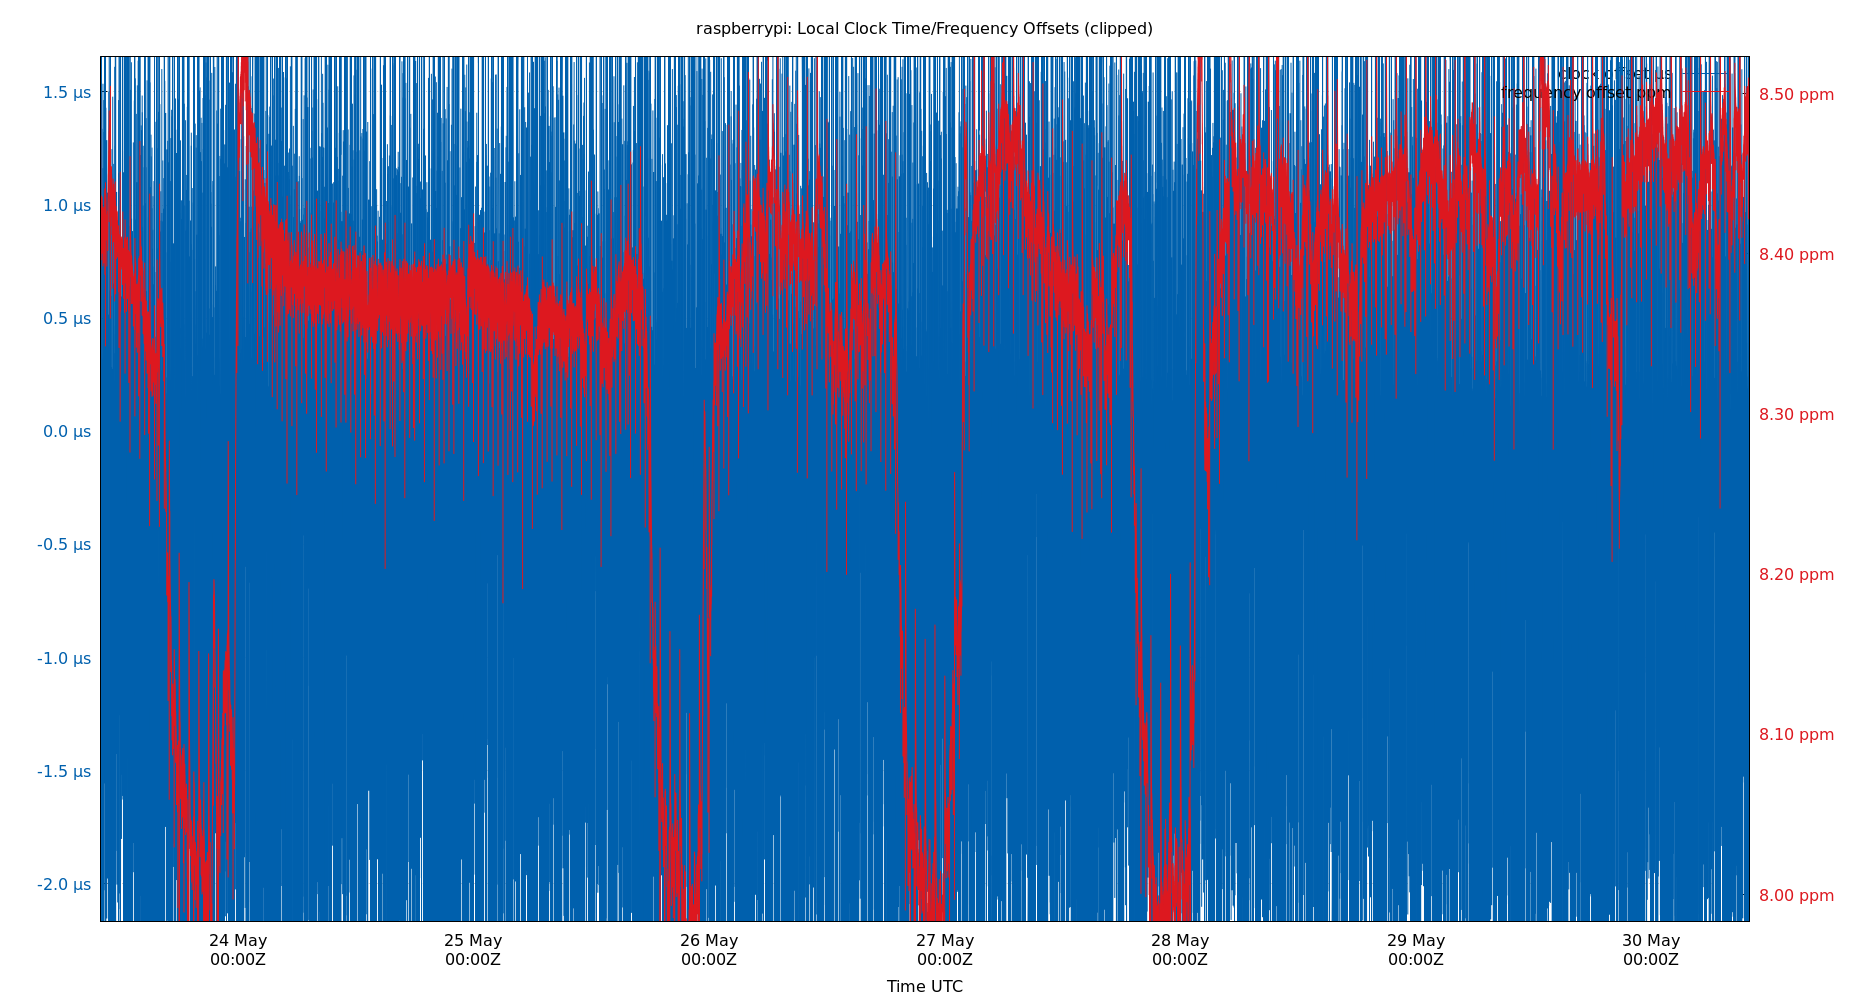 raspberrypi: Local Clock Time/Frequency Offsets (clipped)
clock offset µs
frequency offset ppm
1.5 µs
1.0 µs
0.5 µs
0.0 µs
-0.5 µs
-1.0 µs
-1.5 µs
-2.0 µs
8.50 ppm
8.40 ppm
8.30 ppm
8.20 ppm
8.10 ppm
8.00 ppm
24 May
00:00Z
25 May
00:00Z
26 May
00:00Z
27 May
00:00Z
28 May
00:00Z
29 May
00:00Z
30 May
00:00Z
Time UTC